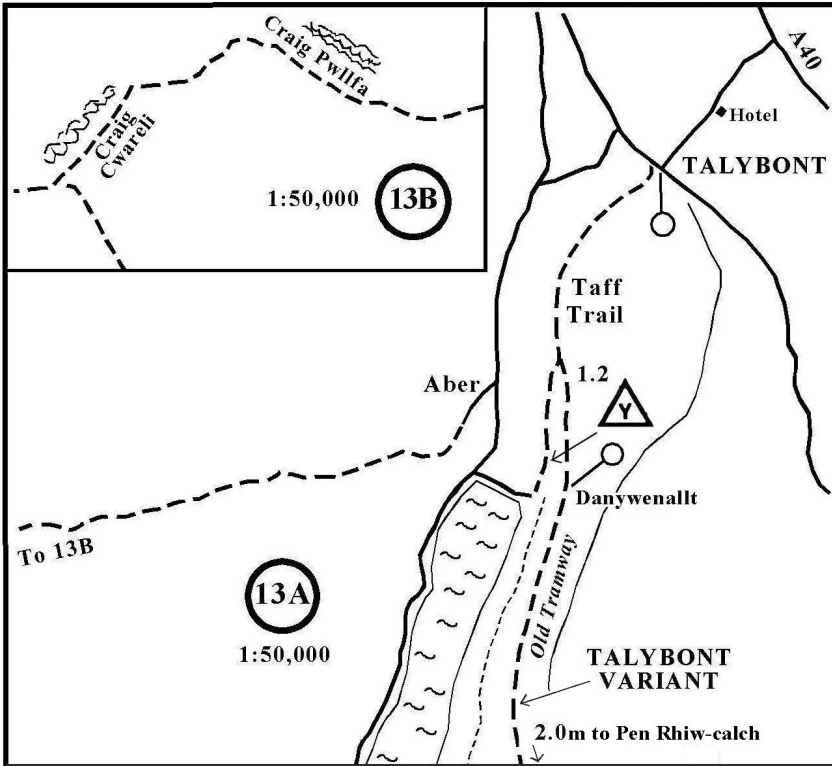 Craig Pwllfa
Craig
Cwareli
1:50,000
13B
A40
Hotel
TALYBONT
Taff
Trail
1.2
Aber
Y
Danywenallt
To 13B
13A
1:50,000
Old Tramway
TALYBONT
VARIANT
2.0m to Pen Rhiw-calch